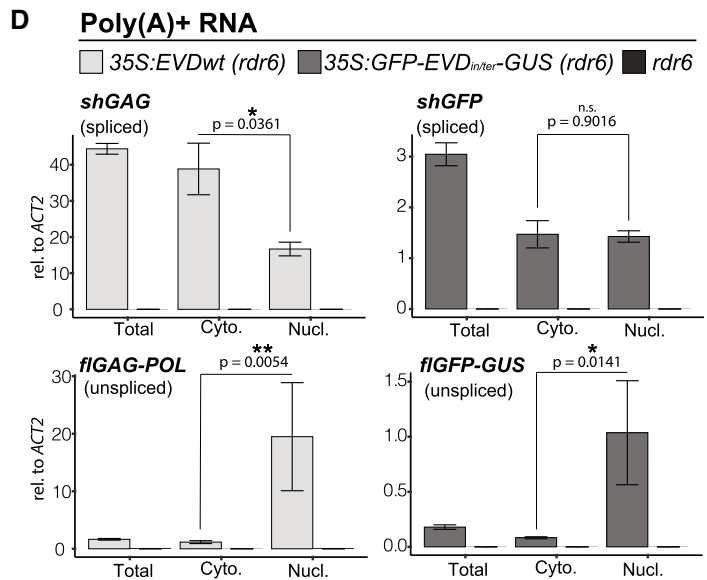 D
Poly(A)+ RNA
35S:EVDwt (rdr6) 35S:GFP-EVDin/ter-GUS (rdr6) rdr6
shGAG
(spliced)
*
p = 0.0361
rel. to ACT2
40
30
20
10
0
Total Cyto. Nucl.
shGFP
(spliced)
n.s.
p = 0.9016
3
2
1
0
Total Cyto. Nucl.
flGAG-POL
(unspliced)
**
p = 0.0054
rel. to ACT2
30
20
10
0
Total Cyto. Nucl.
flGFP-GUS
(unspliced)
*
p = 0.0141
1.5
1.0
0.5
0.0
Total Cyto. Nucl.